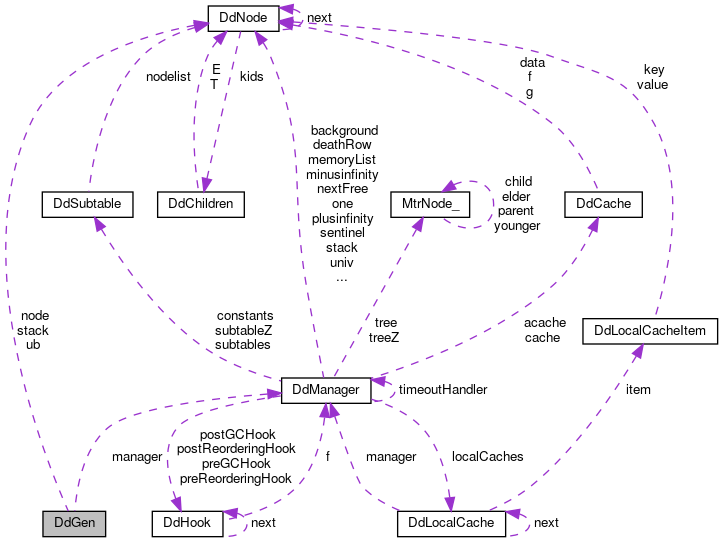 DdNode
next
nodelist
E
T
kids
data
f
g
key
value
background
deathRow
memoryList
minusinfinity
nextFree
one
plusinfinity
sentinel
stack
univ
...
DdSubtable
DdChildren
MtrNode_
child
elder
parent
younger
DdCache
node
stack
ub
constants
subtableZ
subtables
tree
treeZ
acache
cache
DdLocalCacheItem
DdManager
timeoutHandler
item
manager
postGCHook
postReorderingHook
preGCHook
preReorderingHook
f
manager
localCaches
DdGen
DdHook
next
DdLocalCache
next